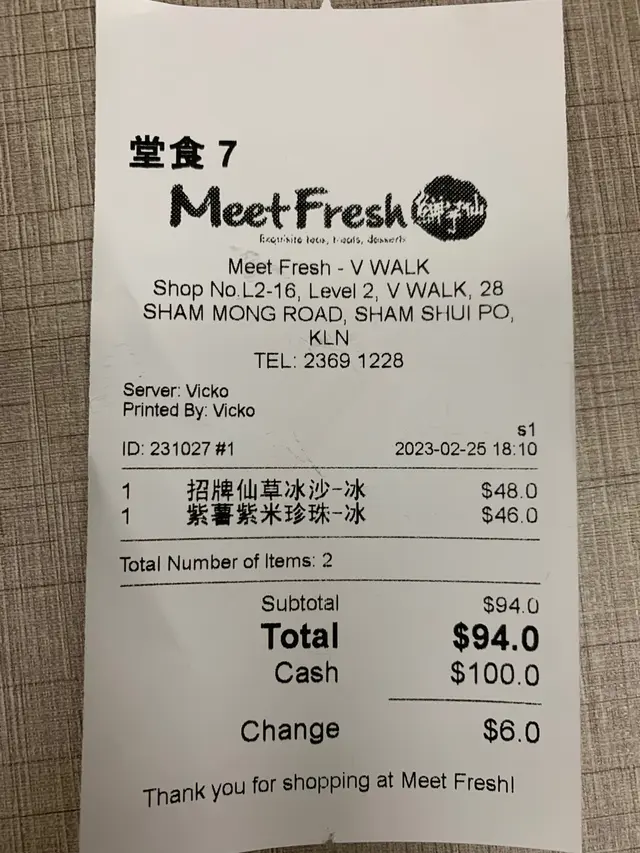 堂食 7
Meet Fresh 鮮芋仙
Exquisite teas, meals, desserts
Meet Fresh - V WALK
Shop No.L2-16, Level 2, V WALK, 28
SHAM MONG ROAD, SHAM SHUI PO,
KLN
TEL: 2369 1228
Server: Vicko
Printed By: Vicko
s1
ID: 231027 #1 2023-02-25 18:10
1 招牌仙草冰沙-冰 $48.0
1 紫薯紫米珍珠-冰 $46.0
Total Number of Items: 2
Subtotal $94.0
Total $94.0
Cash $100.0
Change $6.0
Thank you for shopping at Meet Fresh!